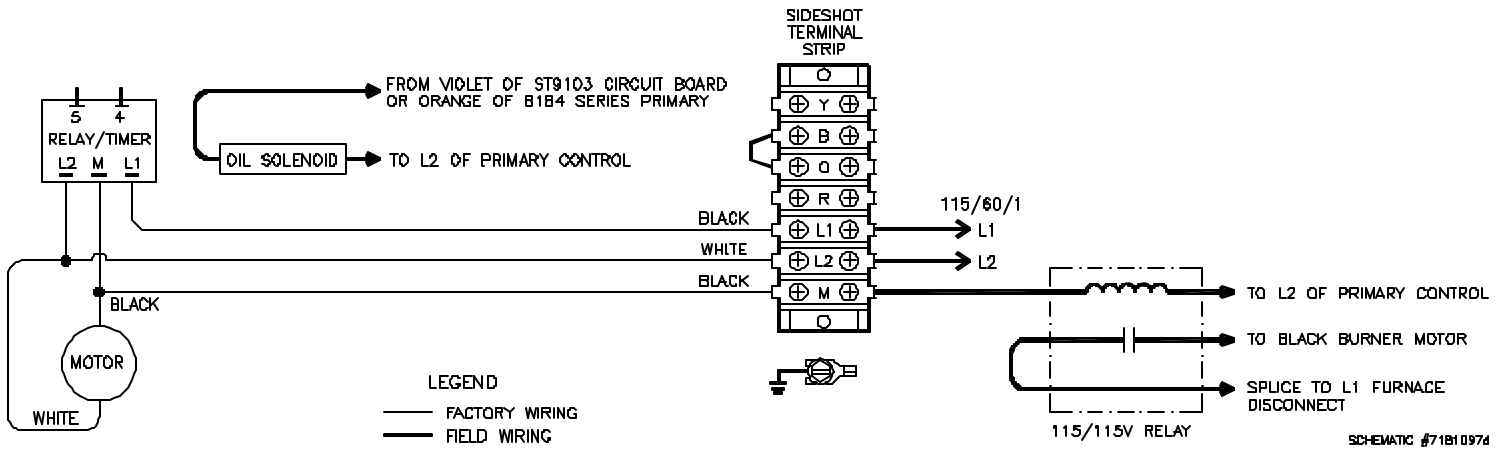 SIDESHOT
TERMINAL
STRIP
FROM VIOLET OF ST9103 CIRCUIT BOARD
OR ORANGE OF 8184 SERIES PRIMARY
5 4
RELAY/TIMER
L2 M L1
OIL SOLENOID
TO L2 OF PRIMARY CONTROL
Y
B
O
R
L1
L2
M
BLACK
WHITE
BLACK
115/60/1
L1
L2
BLACK
MOTOR
WHITE
TO L2 OF PRIMARY CONTROL
TO BLACK BURNER MOTOR
SPLICE TO L1 FURNACE
DISCONNECT
115/115V RELAY
LEGEND
FACTORY WIRING
FIELD WIRING
SCHEMATIC #7181097d